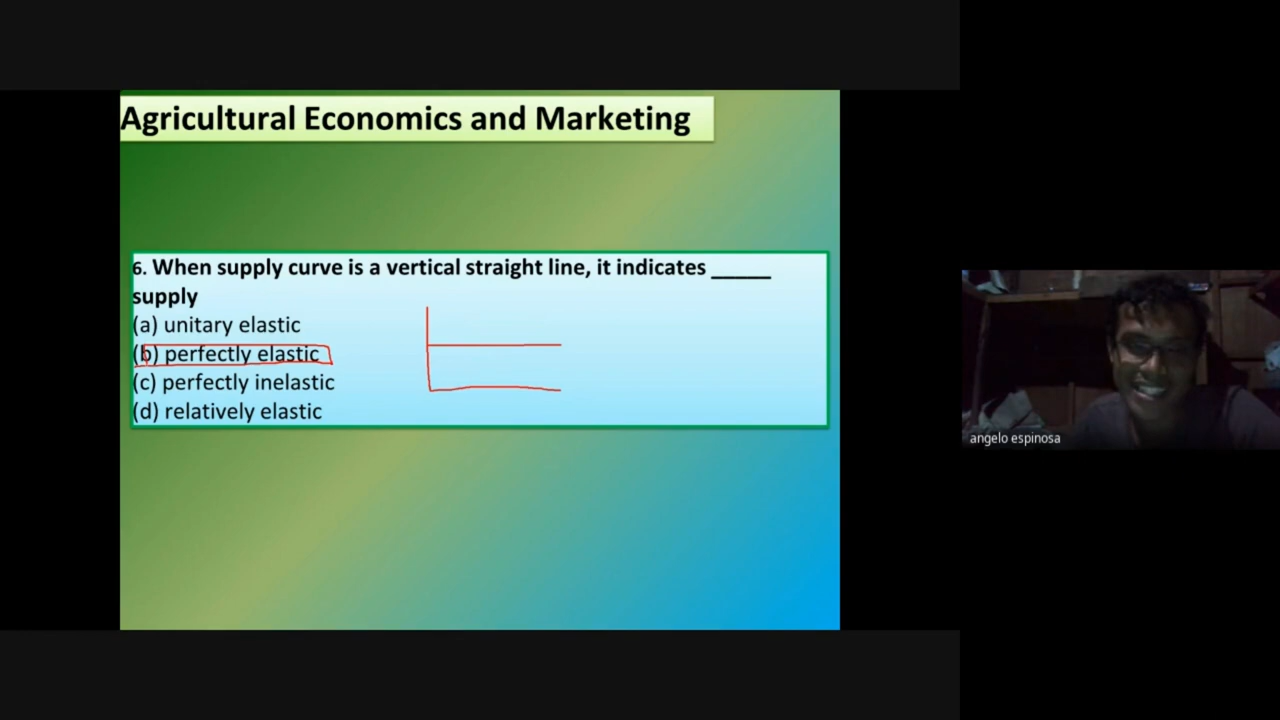 Agricultural Economics and Marketing
6. When supply curve is a vertical straight line, it indicates _____
supply
(a) unitary elastic
(b) perfectly elastic
(c) perfectly inelastic
(d) relatively elastic
angelo espinosa